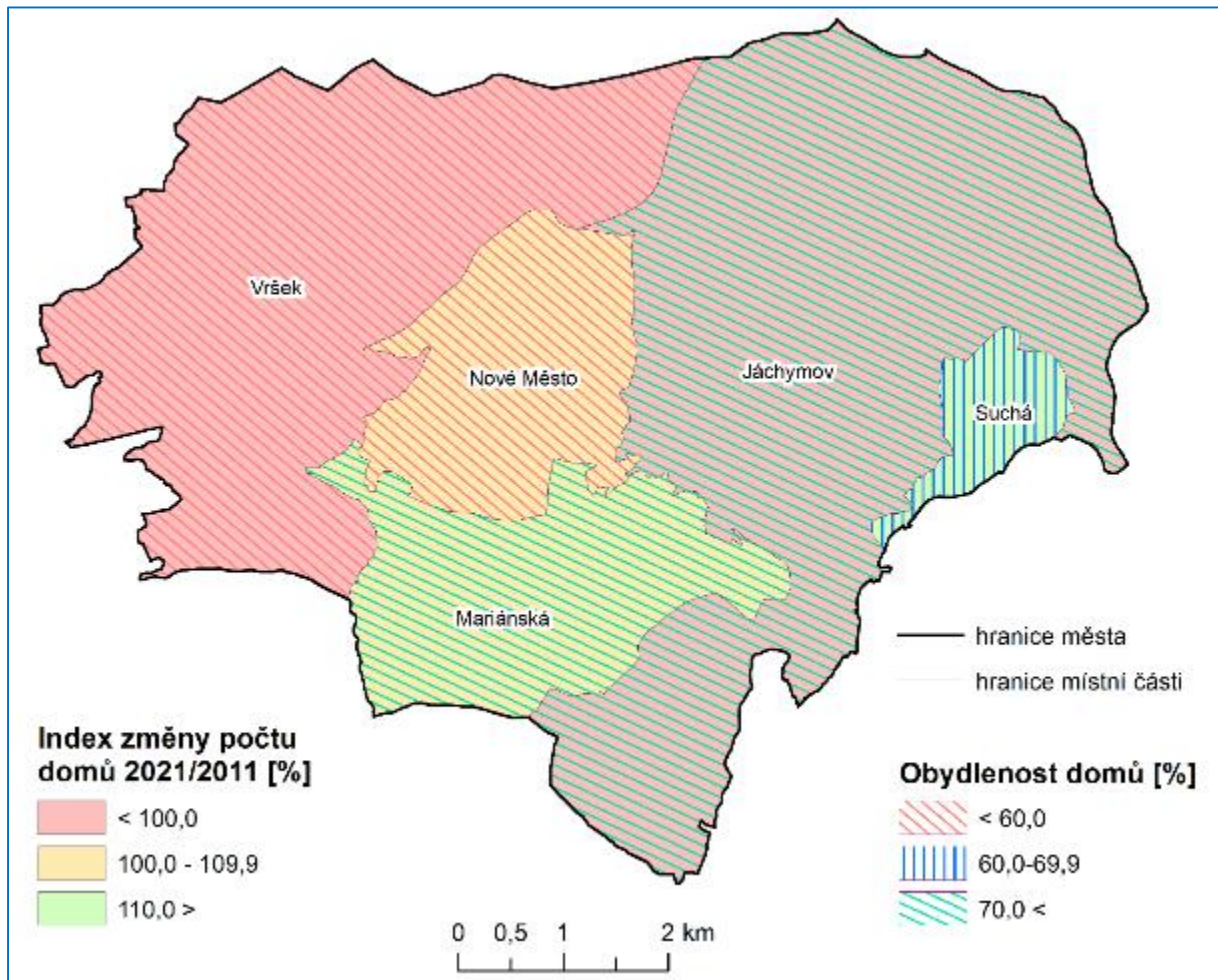 Vršek
Nové Město
Jáchymov
Suchá
Mariánská
hranice města
hranice místní části
Index změny počtu
domů 2021/2011 [%]
< 100,0
100,0 - 109,9
110,0 >
Obydlenost domů [%]
< 60,0
60,0-69,9
70,0 <
0 0,5 1 2 km